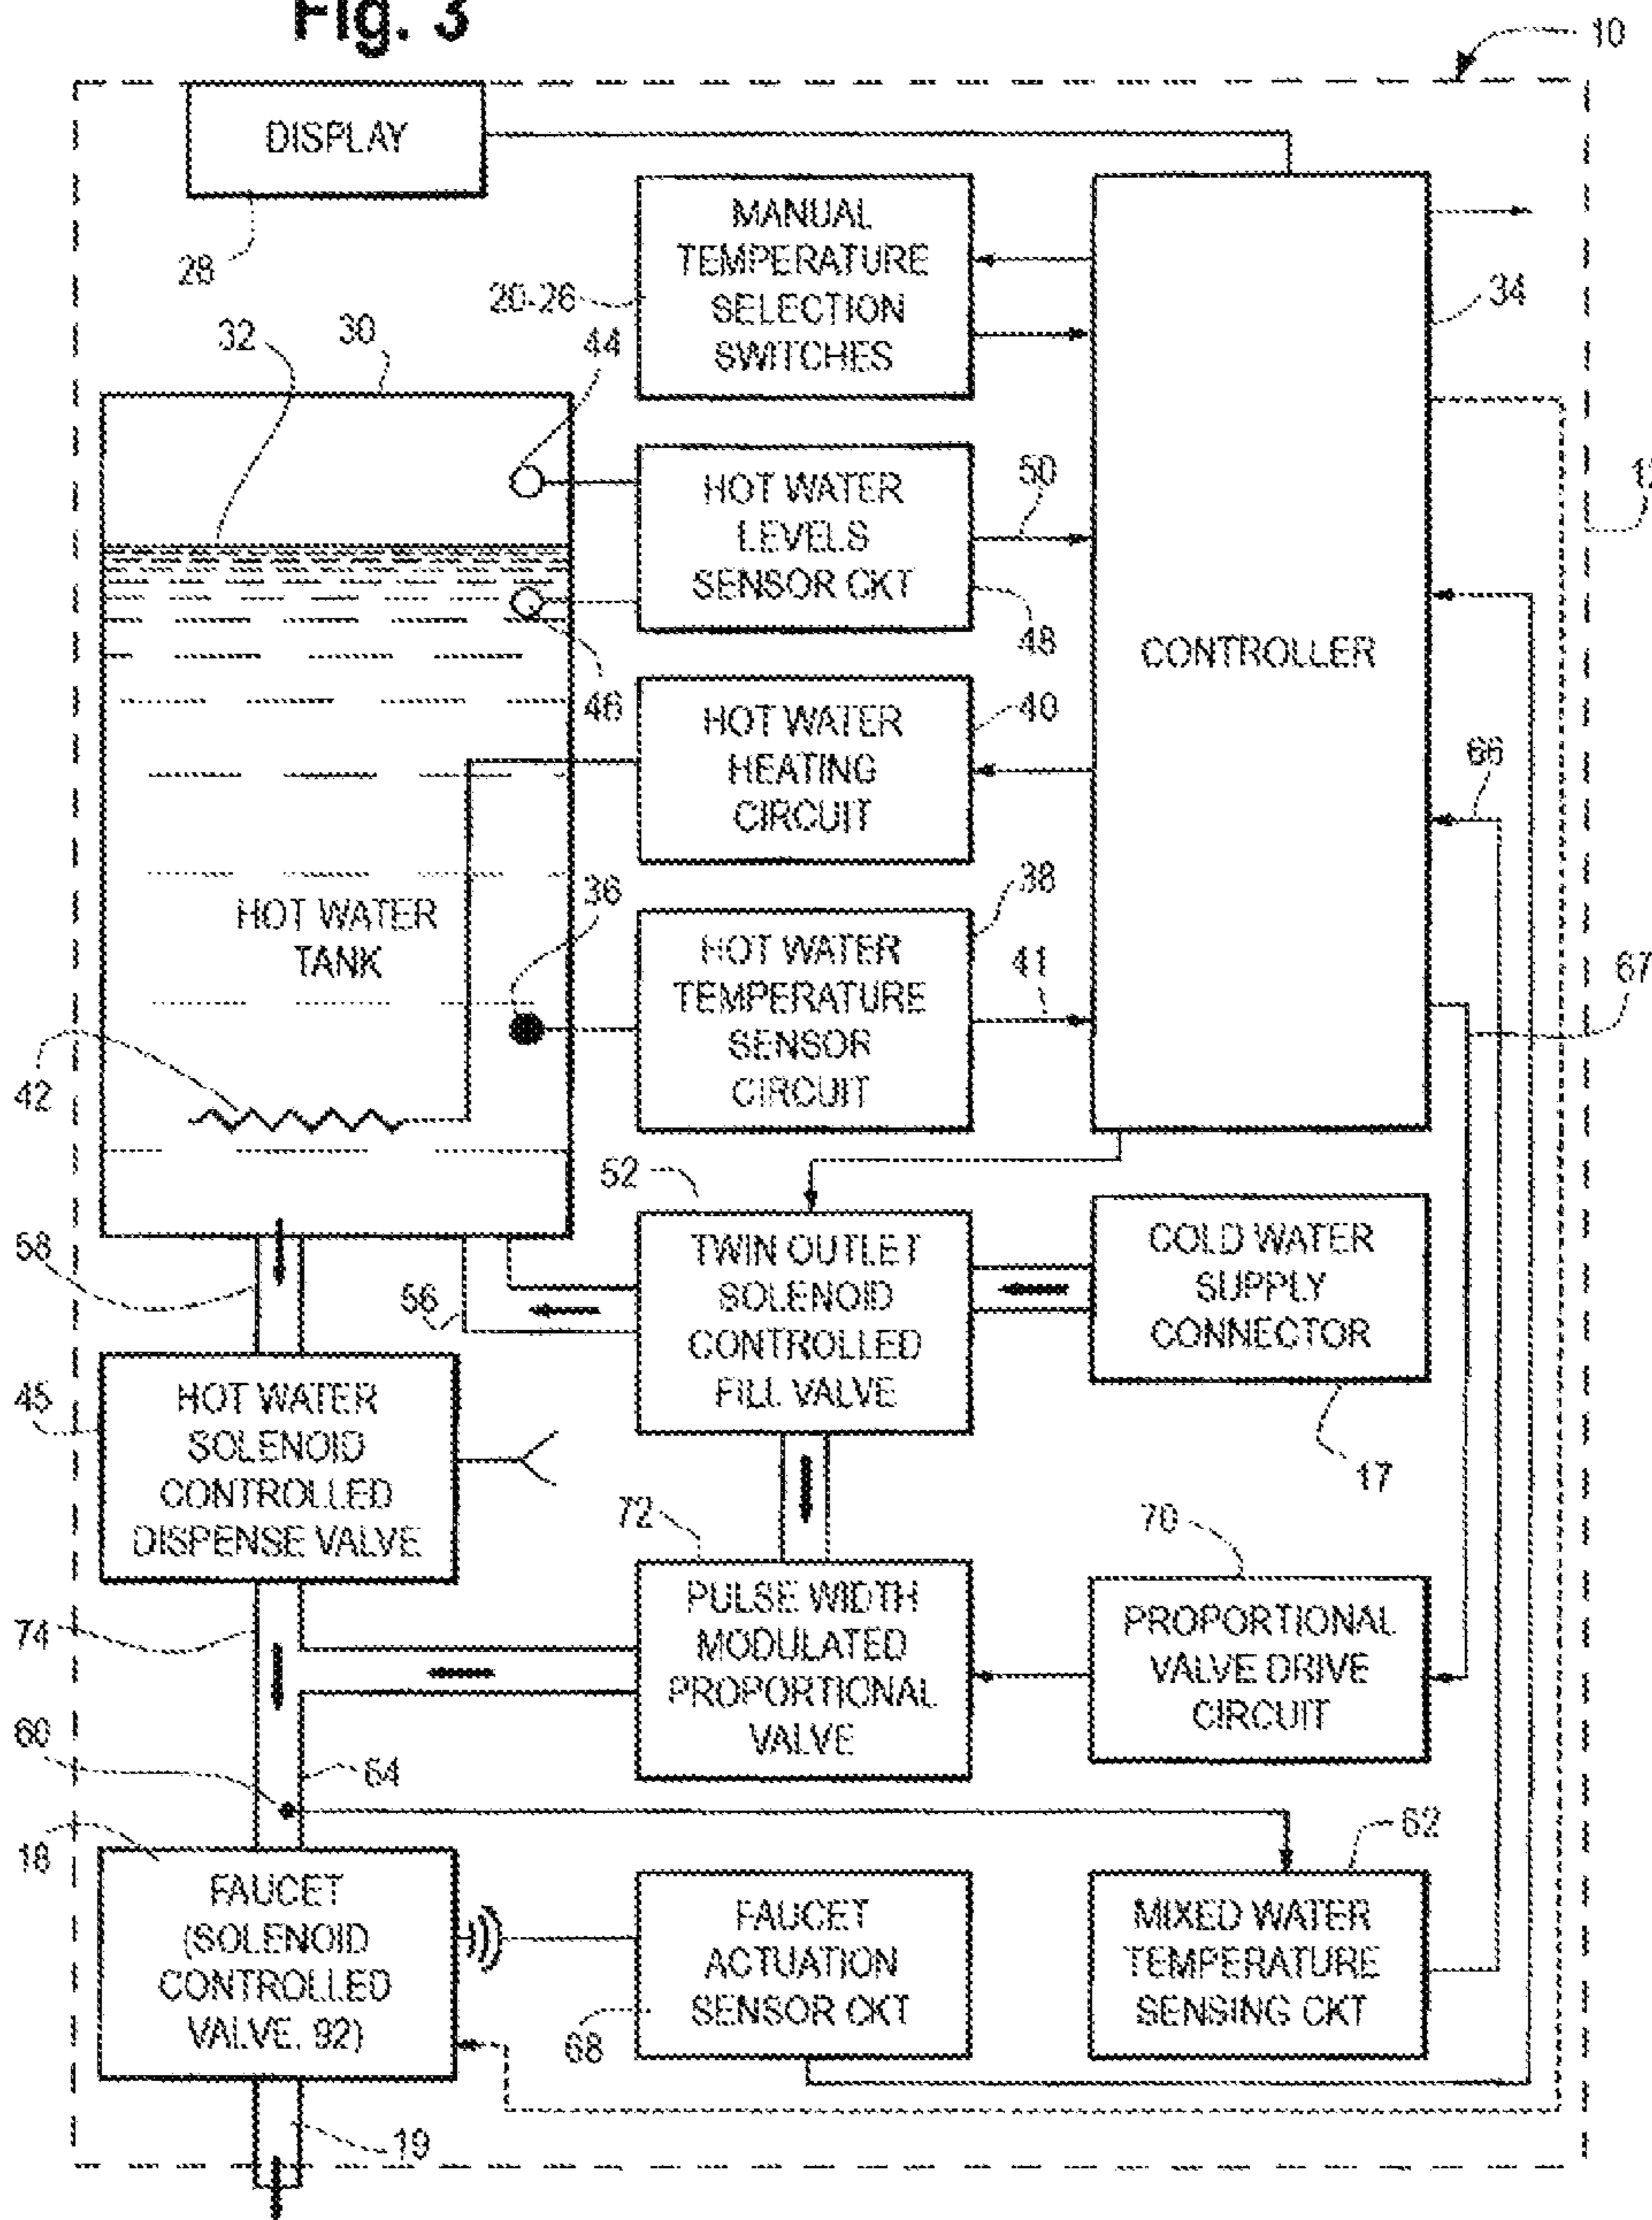 Fig. 3
10
DISPLAY
28
MANUAL
TEMPERATURE
SELECTION
SWITCHES
20-26
34
32
30
44
HOT WATER
LEVELS
SENSOR CKT
50
48
46
CONTROLLER
12
HOT WATER
HEATING
CIRCUIT
40
66
HOT WATER
TANK
36
HOT WATER
TEMPERATURE
SENSOR
CIRCUIT
38
41
67
42
52
58
56
TWIN OUTLET
SOLENOID
CONTROLLED
FILL VALVE
COLD WATER
SUPPLY
CONNECTOR
17
45
HOT WATER
SOLENOID
CONTROLLED
DISPENSE VALVE
72
70
74
PULSE WIDTH
MODULATED
PROPORTIONAL
VALVE
PROPORTIONAL
VALVE DRIVE
CIRCUIT
60
64
18
62
FAUCET
(SOLENOID
CONTROLLED
VALVE, 92)
FAUCET
ACTUATION
SENSOR CKT
68
MIXED WATER
TEMPERATURE
SENSING CKT
19